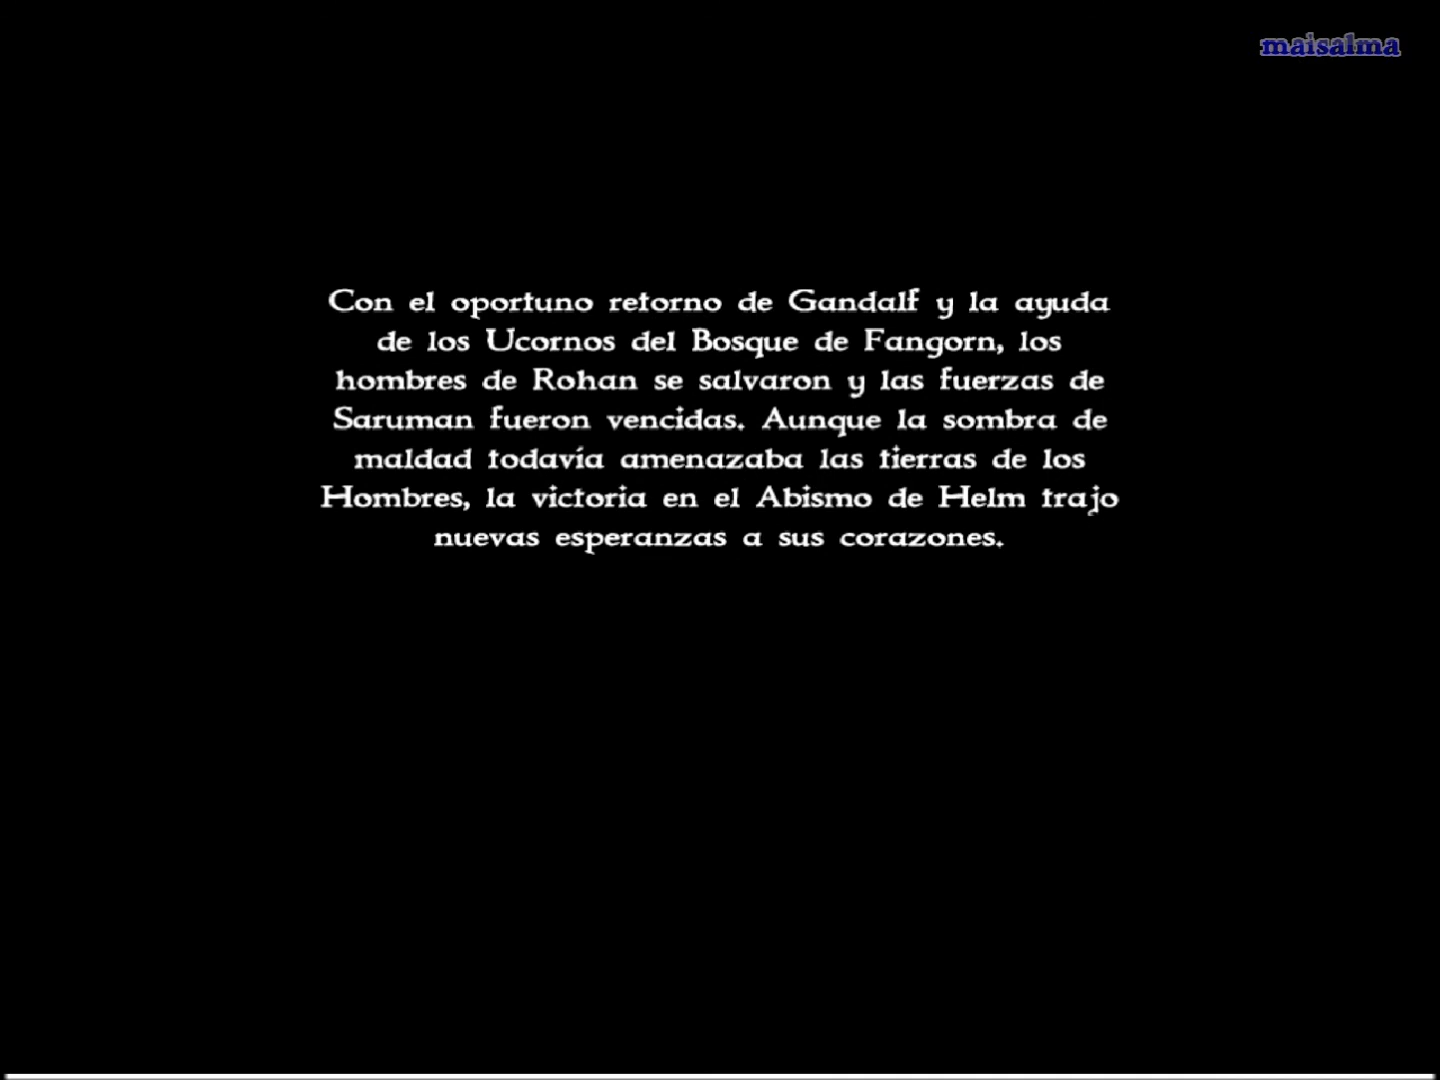 maisalma
Con el oportuno retorno de Gandalf y la ayuda
de los Ucornos del Bosque de Fangorn, los
hombres de Rohan se salvaron y las fuerzas de
Saruman fueron vencidas. Aunque la sombra de
maldad todavía amenazaba las tierras de los
Hombres, la victoria en el Abismo de Helm trajo
nuevas esperanzas a sus corazones.